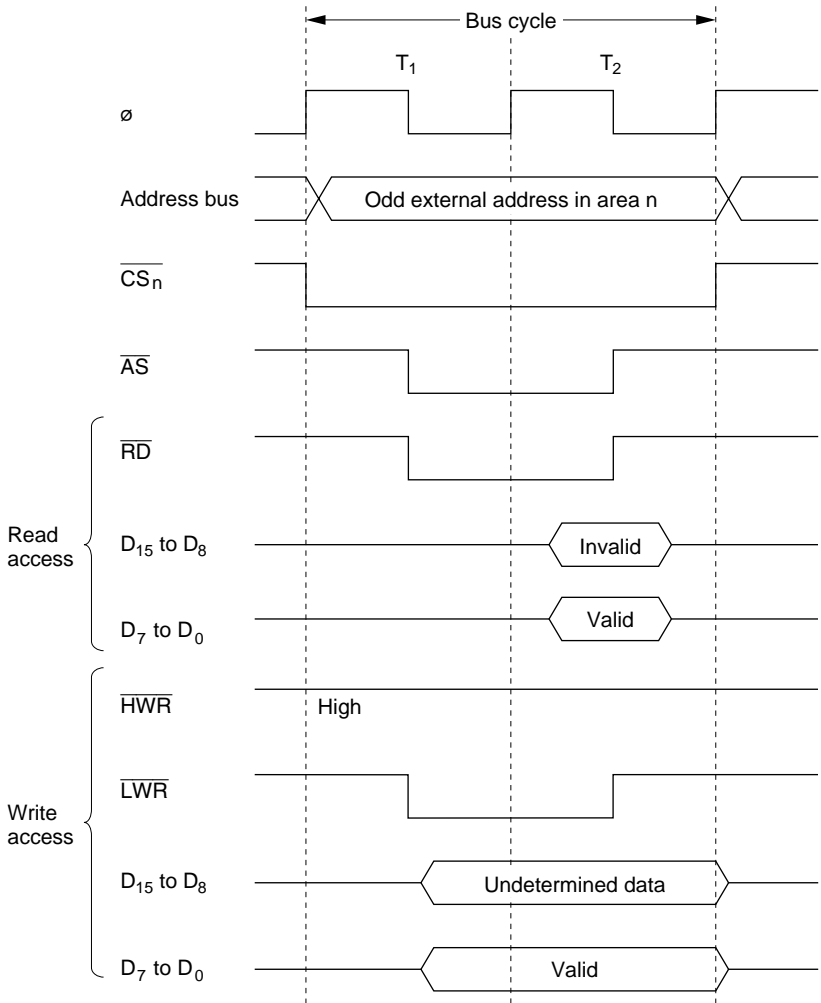 Bus cycle
T1 T2
ø
Address bus Odd external address in area n
CSn
AS
RD
Read access
D15 to D8 Invalid
D7 to D0 Valid
HWR High
LWR
Write access
D15 to D8 Undetermined data
D7 to D0 Valid